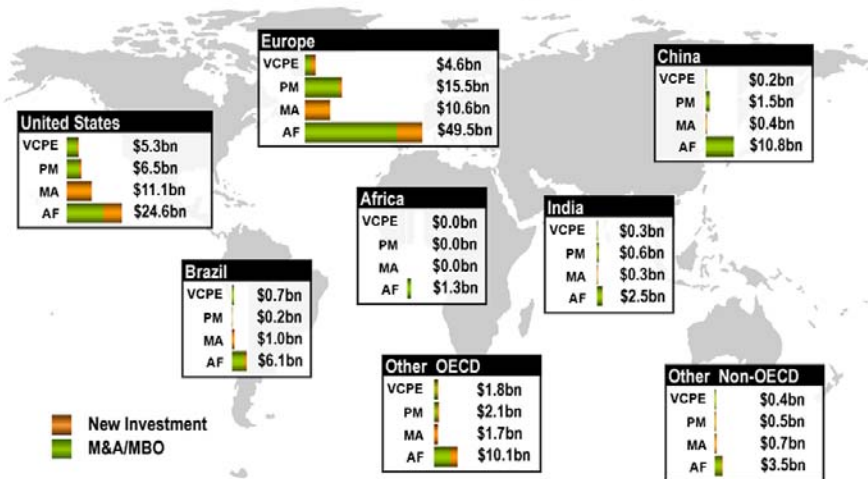 Europe
VCPE $4.6bn
PM $15.5bn
MA $10.6bn
AF $49.5bn
China
VCPE $0.2bn
PM $1.5bn
MA $0.4bn
AF $10.8bn
United States
VCPE $5.3bn
PM $6.5bn
MA $11.1bn
AF $24.6bn
Africa
VCPE $0.0bn
PM $0.0bn
MA $0.0bn
AF $1.3bn
India
VCPE $0.3bn
PM $0.6bn
MA $0.3bn
AF $2.5bn
Brazil
VCPE $0.7bn
PM $0.2bn
MA $1.0bn
AF $6.1bn
Other OECD
VCPE $1.8bn
PM $2.1bn
MA $1.7bn
AF $10.1bn
Other Non-OECD
VCPE $0.4bn
PM $0.5bn
MA $0.7bn
AF $3.5bn
New Investment
M&A/MBO